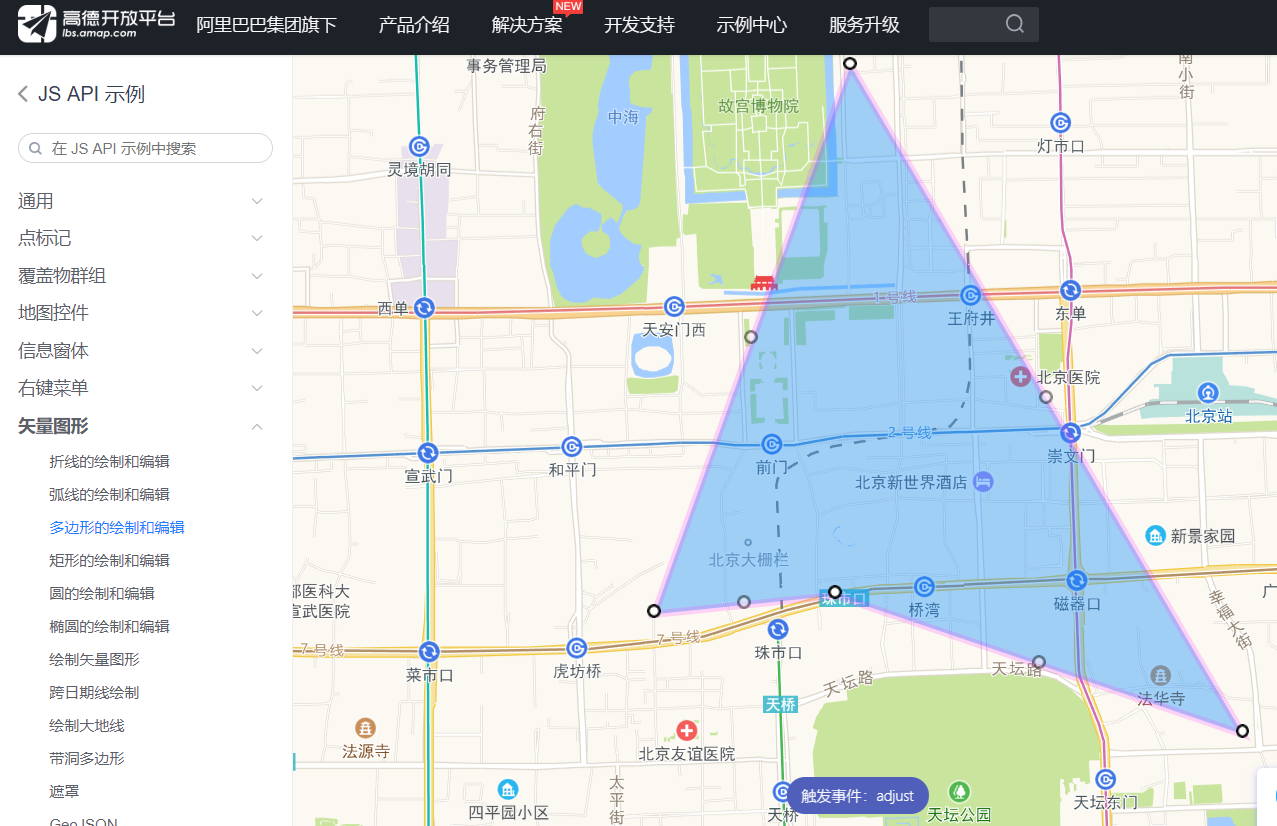 高德开放平台
lbs.amap.com
阿里巴巴集团旗下
产品介绍
解决方案
NEW
开发支持
示例中心
服务升级
JS API 示例
在 JS API 示例中搜索
通用
点标记
覆盖物群组
地图控件
信息窗体
右键菜单
矢量图形
折线的绘制和编辑
弧线的绘制和编辑
多边形的绘制和编辑
矩形的绘制和编辑
圆的绘制和编辑
椭圆的绘制和编辑
绘制矢量图形
跨日期线绘制
绘制大地线
带洞多边形
遮罩
GeoJSON
事务管理局
府右街
中海
故宫博物院
南小街
灯市口
灵境胡同
西单
天安门西
1号线
王府井
东单
北京医院
北京站
宣武门
和平门
前门
2号线
崇文门
北京新世界酒店
新景家园
北京大栅栏
医科大
宣武医院
珠市口
桥湾
磁器口
广
幸福大街
7号线
7号线
菜市口
虎坊桥
珠市口
天坛路
天坛路
法华寺
天桥
法源寺
北京友谊医院
太平街
四平园小区
天桥
触发事件：adjust
天坛公园
天坛东门